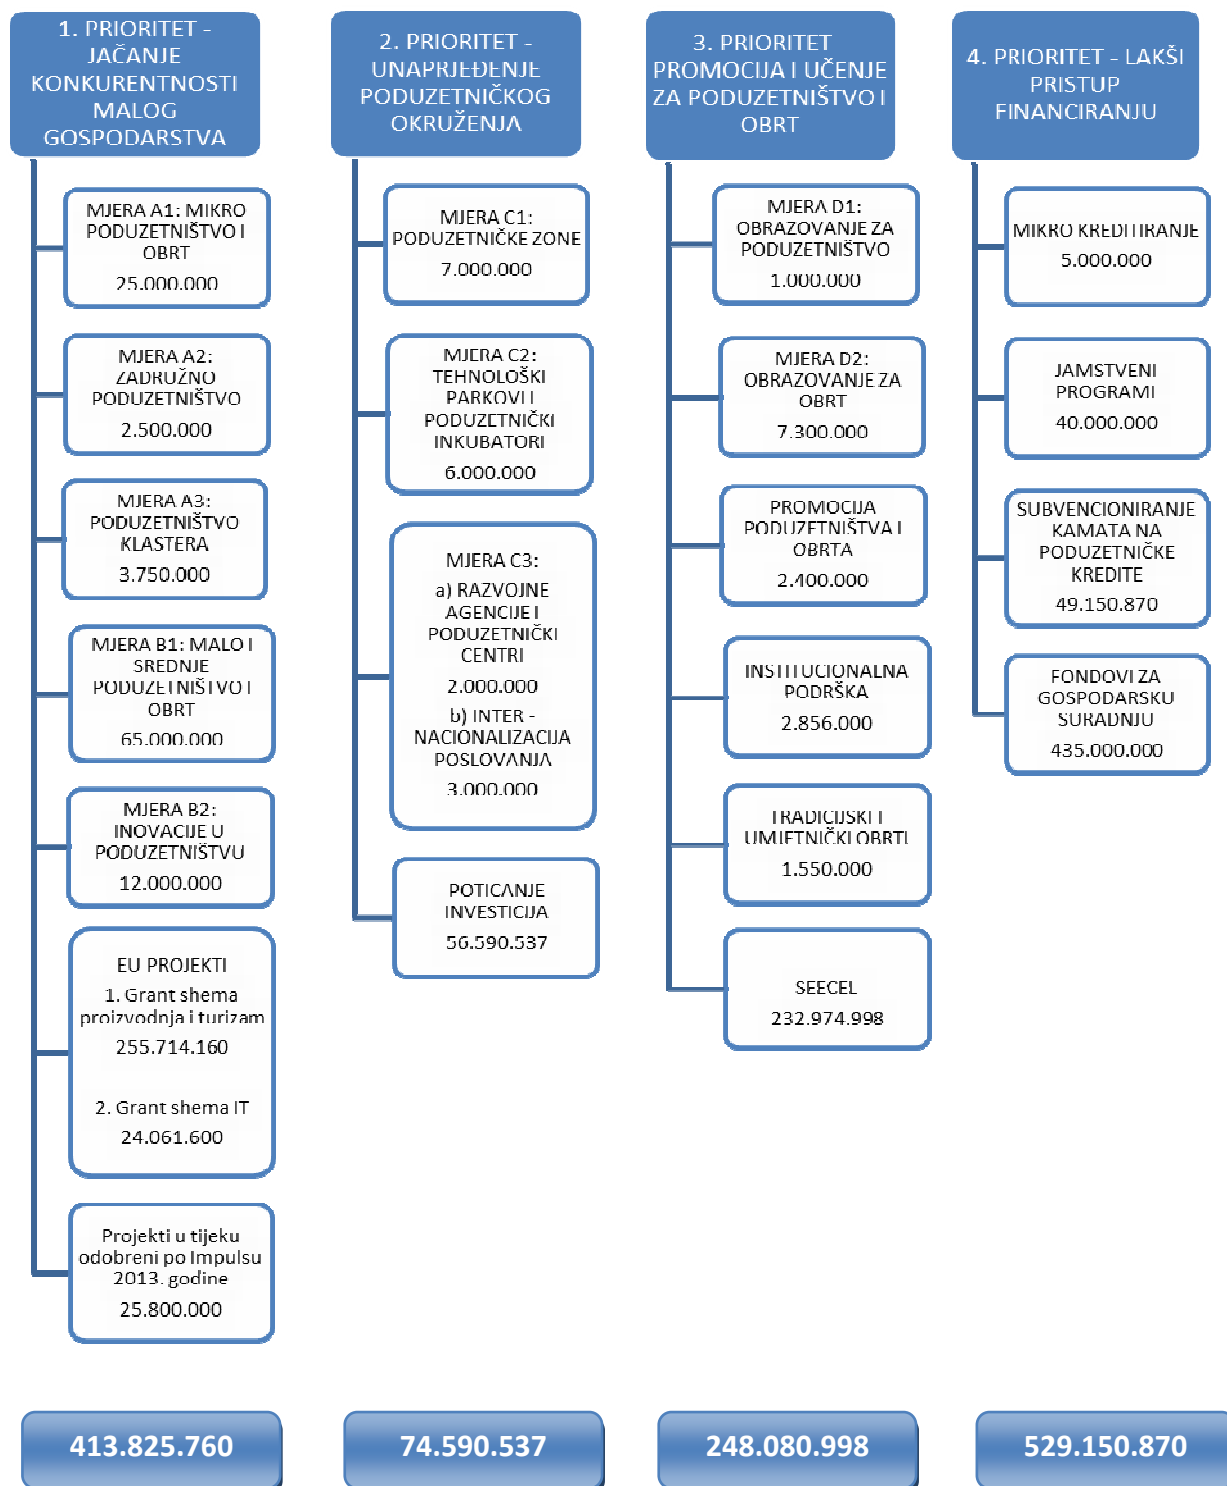 1. PRIORITET -
JAČANJE
KONKURENTNOSTI
MALOG
GOSPODARSTVA
MJERA A1: MIKRO
PODUZETNIŠTVO I
OBRT
25.000.000
MJERA A2:
ZADRUŽNO
PODUZETNIŠTVO
2.500.000
MJERA A3:
PODUZETNIŠTVO
KLASTERA
3.750.000
MJERA B1: MALO I
SREDNJE
PODUZETNIŠTVO I
OBRT
65.000.000
MJERA B2:
INOVACIJE U
PODUZETNIŠTVU
12.000.000
EU PROJEKTI
1. Grant shema
proizvodnja i turizam
255.714.160
2. Grant shema IT
24.061.600
Projekti u tijeku
odobreni po Impulsu
2013. godine
25.800.000
413.825.760
2. PRIORITET -
UNAPRJEĐENJE
PODUZETNIČKOG
OKRUŽENJA
MJERA C1:
PODUZETNIČKE ZONE
7.000.000
MJERA C2:
TEHNOLOŠKI
PARKOVI I
PODUZETNIČKI
INKUBATORI
6.000.000
MJERA C3:
a) RAZVOJNE
AGENCIJE I
PODUZETNIČKI
CENTRI
2.000.000
b) INTER -
NACIONALIZACIJA
POSLOVANJA
3.000.000
POTICANJE
INVESTICIJA
56.590.537
74.590.537
3. PRIORITET
PROMOCIJA I UČENJE
ZA PODUZETNIŠTVO I
OBRT
MJERA D1:
OBRAZOVANJE ZA
PODUZETNIŠTVO
1.000.000
MJERA D2:
OBRAZOVANJE ZA
OBRT
7.300.000
PROMOCIJA
PODUZETNIŠTVA I
OBRTA
2.400.000
INSTITUCIONALNA
PODRŠKA
2.856.000
TRADICIJSKI I
UMJETNIČKI OBRTI
1.550.000
SEECEL
232.974.998
248.080.998
4. PRIORITET - LAKŠI
PRISTUP
FINANCIRANJU
MIKRO KREDITIRANJE
5.000.000
JAMSTVENI
PROGRAMI
40.000.000
SUBVENCIONIRANJE
KAMATA NA
PODUZETNIČKE
KREDITE
49.150.870
FONDOVI ZA
GOSPODARSKU
SURADNJU
435.000.000
529.150.870